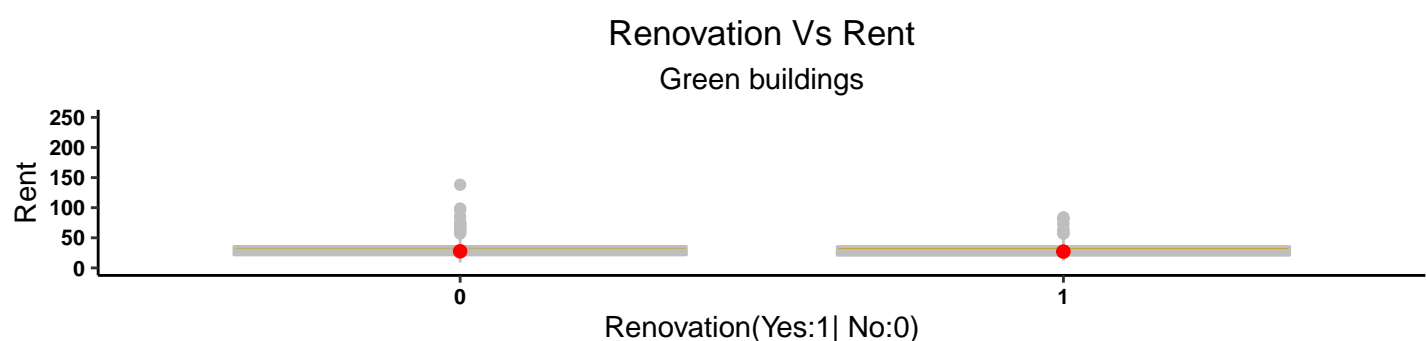 Renovation Vs Rent
Green buildings
Rent
250
200
150
100
50
0
0
1
Renovation(Yes:1| No:0)